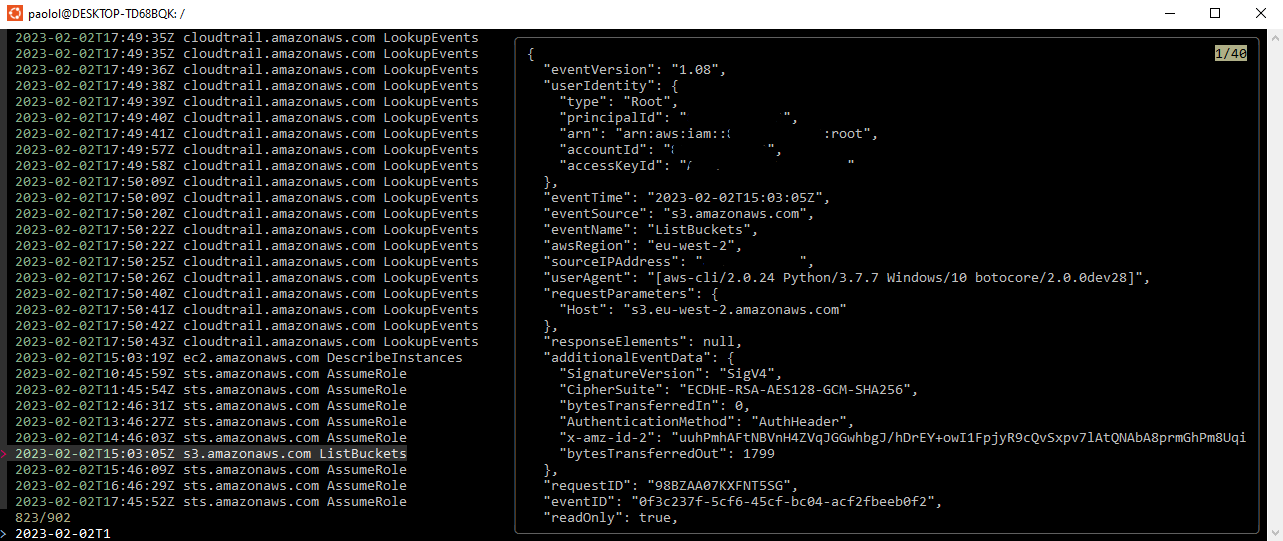 paolol@DESKTOP-TD68BQK: /
2023-02-02T17:49:35Z cloudtrail.amazonaws.com LookupEvents
2023-02-02T17:49:35Z cloudtrail.amazonaws.com LookupEvents
2023-02-02T17:49:36Z cloudtrail.amazonaws.com LookupEvents
2023-02-02T17:49:38Z cloudtrail.amazonaws.com LookupEvents
2023-02-02T17:49:39Z cloudtrail.amazonaws.com LookupEvents
2023-02-02T17:49:40Z cloudtrail.amazonaws.com LookupEvents
2023-02-02T17:49:41Z cloudtrail.amazonaws.com LookupEvents
2023-02-02T17:49:57Z cloudtrail.amazonaws.com LookupEvents
2023-02-02T17:49:58Z cloudtrail.amazonaws.com LookupEvents
2023-02-02T17:50:09Z cloudtrail.amazonaws.com LookupEvents
2023-02-02T17:50:09Z cloudtrail.amazonaws.com LookupEvents
2023-02-02T17:50:20Z cloudtrail.amazonaws.com LookupEvents
2023-02-02T17:50:22Z cloudtrail.amazonaws.com LookupEvents
2023-02-02T17:50:22Z cloudtrail.amazonaws.com LookupEvents
2023-02-02T17:50:25Z cloudtrail.amazonaws.com LookupEvents
2023-02-02T17:50:26Z cloudtrail.amazonaws.com LookupEvents
2023-02-02T17:50:40Z cloudtrail.amazonaws.com LookupEvents
2023-02-02T17:50:41Z cloudtrail.amazonaws.com LookupEvents
2023-02-02T17:50:42Z cloudtrail.amazonaws.com LookupEvents
2023-02-02T17:50:43Z cloudtrail.amazonaws.com LookupEvents
2023-02-02T15:03:19Z ec2.amazonaws.com DescribeInstances
2023-02-02T10:45:59Z sts.amazonaws.com AssumeRole
2023-02-02T11:45:54Z sts.amazonaws.com AssumeRole
2023-02-02T12:46:31Z sts.amazonaws.com AssumeRole
2023-02-02T13:46:27Z sts.amazonaws.com AssumeRole
2023-02-02T14:46:03Z sts.amazonaws.com AssumeRole
> 2023-02-02T15:03:05Z s3.amazonaws.com ListBuckets
2023-02-02T15:46:09Z sts.amazonaws.com AssumeRole
2023-02-02T16:46:29Z sts.amazonaws.com AssumeRole
2023-02-02T17:45:52Z sts.amazonaws.com AssumeRole
823/902
> 2023-02-02T1
{
1/40
"eventVersion": "1.08",
"userIdentity": {
"type": "Root",
"principalId": " ",
"arn": "arn:aws:iam:: :root",
"accountId": " ",
"accessKeyId": " "
},
"eventTime": "2023-02-02T15:03:05Z",
"eventSource": "s3.amazonaws.com",
"eventName": "ListBuckets",
"awsRegion": "eu-west-2",
"sourceIPAddress": " ",
"userAgent": "[aws-cli/2.0.24 Python/3.7.7 Windows/10 botocore/2.0.0dev28]",
"requestParameters": {
"Host": "s3.eu-west-2.amazonaws.com"
},
"responseElements": null,
"additionalEventData": {
"SignatureVersion": "SigV4",
"CipherSuite": "ECDHE-RSA-AES128-GCM-SHA256",
"bytesTransferredIn": 0,
"AuthenticationMethod": "AuthHeader",
"x-amz-id-2": "uuhPmhAFtNBVnH4ZVqJGGwhbgJ/hDrEY+owI1FpjyR9cQvSxpv7lAtQNAbA8prmGhPm8Uqi
"bytesTransferredOut": 1799
},
"requestID": "98BZAA07KXFNT5SG",
"eventID": "0f3c237f-5cf6-45cf-bc04-acf2fbeeb0f2",
"readOnly": true,